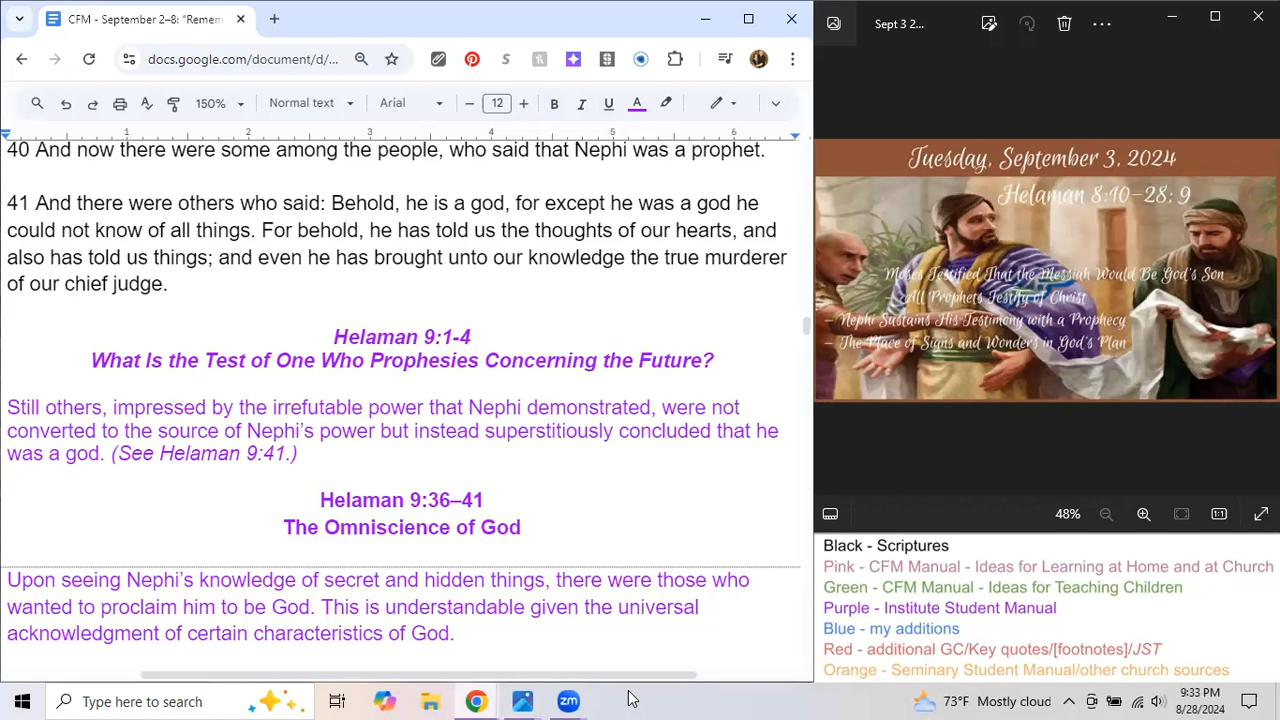 CFM - September 2–8: “Remem
docs.google.com/document/d/...
150%
Normal text
Arial
12
1 2 3 4 5 6
40 And now there were some among the people, who said that Nephi was a prophet.
41 And there were others who said: Behold, he is a god, for except he was a god he
could not know of all things. For behold, he has told us the thoughts of our hearts, and
also has told us things; and even he has brought unto our knowledge the true murderer
of our chief judge.
Helaman 9:1-4
What Is the Test of One Who Prophesies Concerning the Future?
Still others, impressed by the irrefutable power that Nephi demonstrated, were not
converted to the source of Nephi’s power but instead superstitiously concluded that he
was a god. (See Helaman 9:41.)
Helaman 9:36–41
The Omniscience of God
Upon seeing Nephi’s knowledge of secret and hidden things, there were those who
wanted to proclaim him to be God. This is understandable given the universal
acknowledgment of certain characteristics of God.
Sept 3 2...
Tuesday, September 3, 2024
Helaman 8:10–28; 9
– Moses Testified That the Messiah Would Be God's Son
– All Prophets Testify of Christ
– Nephi Sustains His Testimony with a Prophecy
– The Place of Signs and Wonders in God's Plan
48%
Black - Scriptures
Pink - CFM Manual - Ideas for Learning at Home and at Church
Green - CFM Manual - Ideas for Teaching Children
Purple - Institute Student Manual
Blue - my additions
Red - additional GC/Key quotes/[footnotes]/JST
Orange - Seminary Student Manual/other church sources
Type here to search
zm
73°F Mostly cloud
9:33 PM
8/28/2024